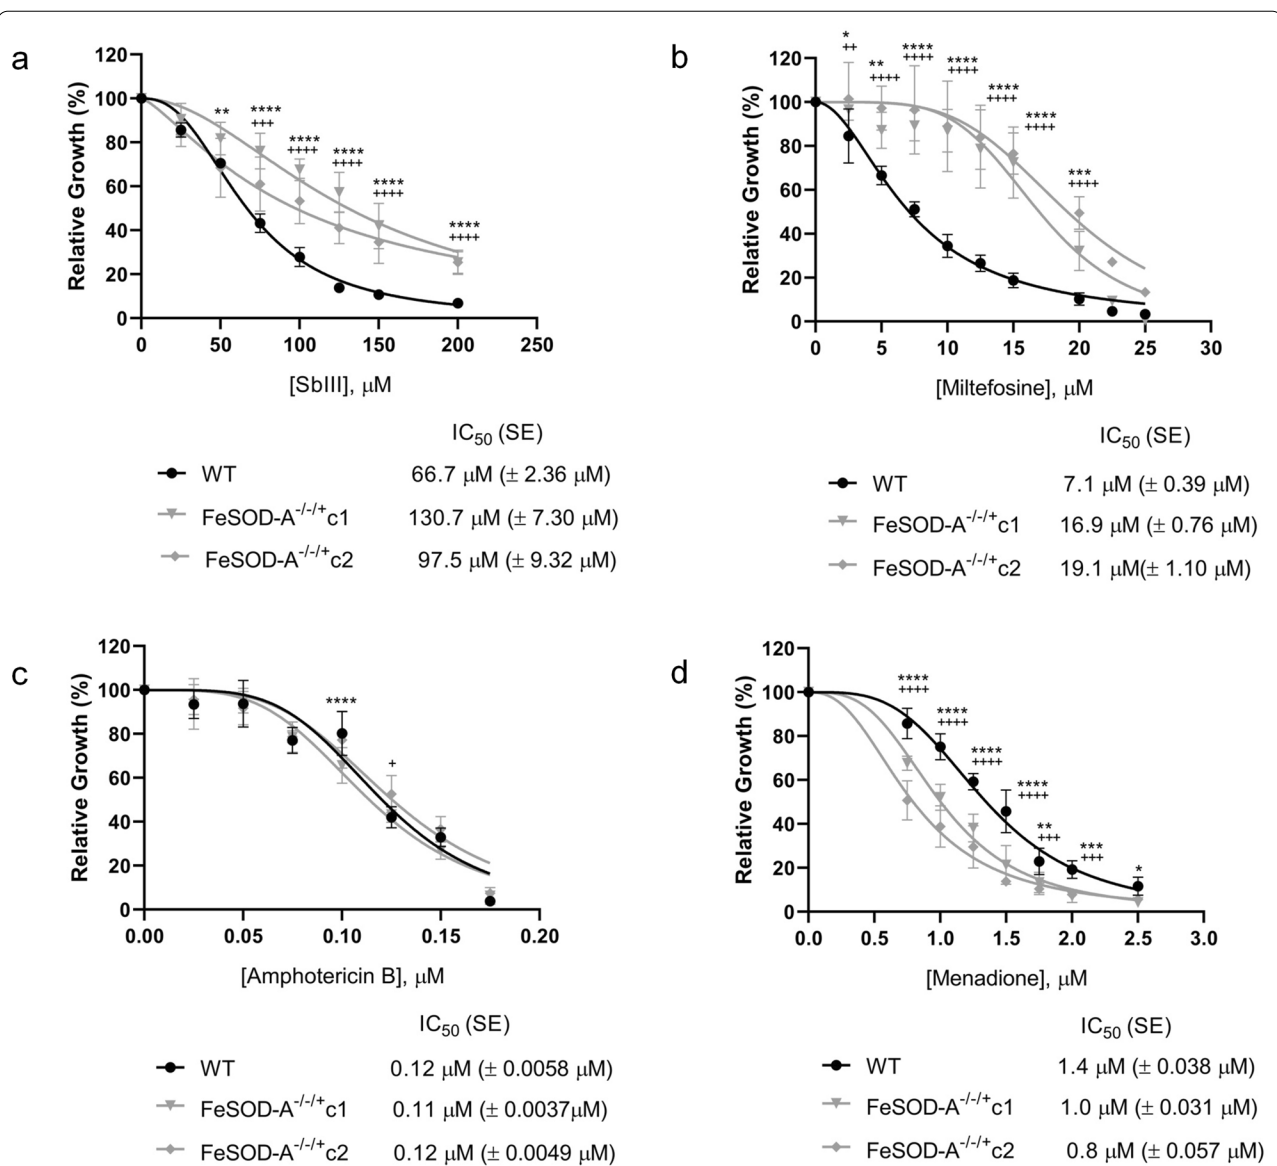 a
120
100
80
60
40
20
0
Relative Growth (%)
**
****
+++
****
++++
****
++++
****
++++
****
++++
0 50 100 150 200 250
[SbIII], μM
IC50 (SE)
WT 66.7 μM (± 2.36 μM)
FeSOD-A-/-/+c1 130.7 μM (± 7.30 μM)
FeSOD-A-/-/+c2 97.5 μM (± 9.32 μM)
b
120
100
80
60
40
20
0
Relative Growth (%)
*
++
**
++++
****
++++
****
++++
****
++++
****
++++
***
++++
0 5 10 15 20 25 30
[Miltefosine], μM
IC50 (SE)
WT 7.1 μM (± 0.39 μM)
FeSOD-A-/-/+c1 16.9 μM (± 0.76 μM)
FeSOD-A-/-/+c2 19.1 μM(± 1.10 μM)
c
120
100
80
60
40
20
0
Relative Growth (%)
****
+
0.00 0.05 0.10 0.15 0.20
[Amphotericin B], μM
IC50 (SE)
WT 0.12 μM (± 0.0058 μM)
FeSOD-A-/-/+c1 0.11 μM (± 0.0037μM)
FeSOD-A-/-/+c2 0.12 μM (± 0.0049 μM)
d
120
100
80
60
40
20
0
Relative Growth (%)
****
++++
****
++++
****
++++
****
++++
**
+++
***
+++
*
0.0 0.5 1.0 1.5 2.0 2.5 3.0
[Menadione], μM
IC50 (SE)
WT 1.4 μM (± 0.038 μM)
FeSOD-A-/-/+c1 1.0 μM (± 0.031 μM)
FeSOD-A-/-/+c2 0.8 μM (± 0.057 μM)